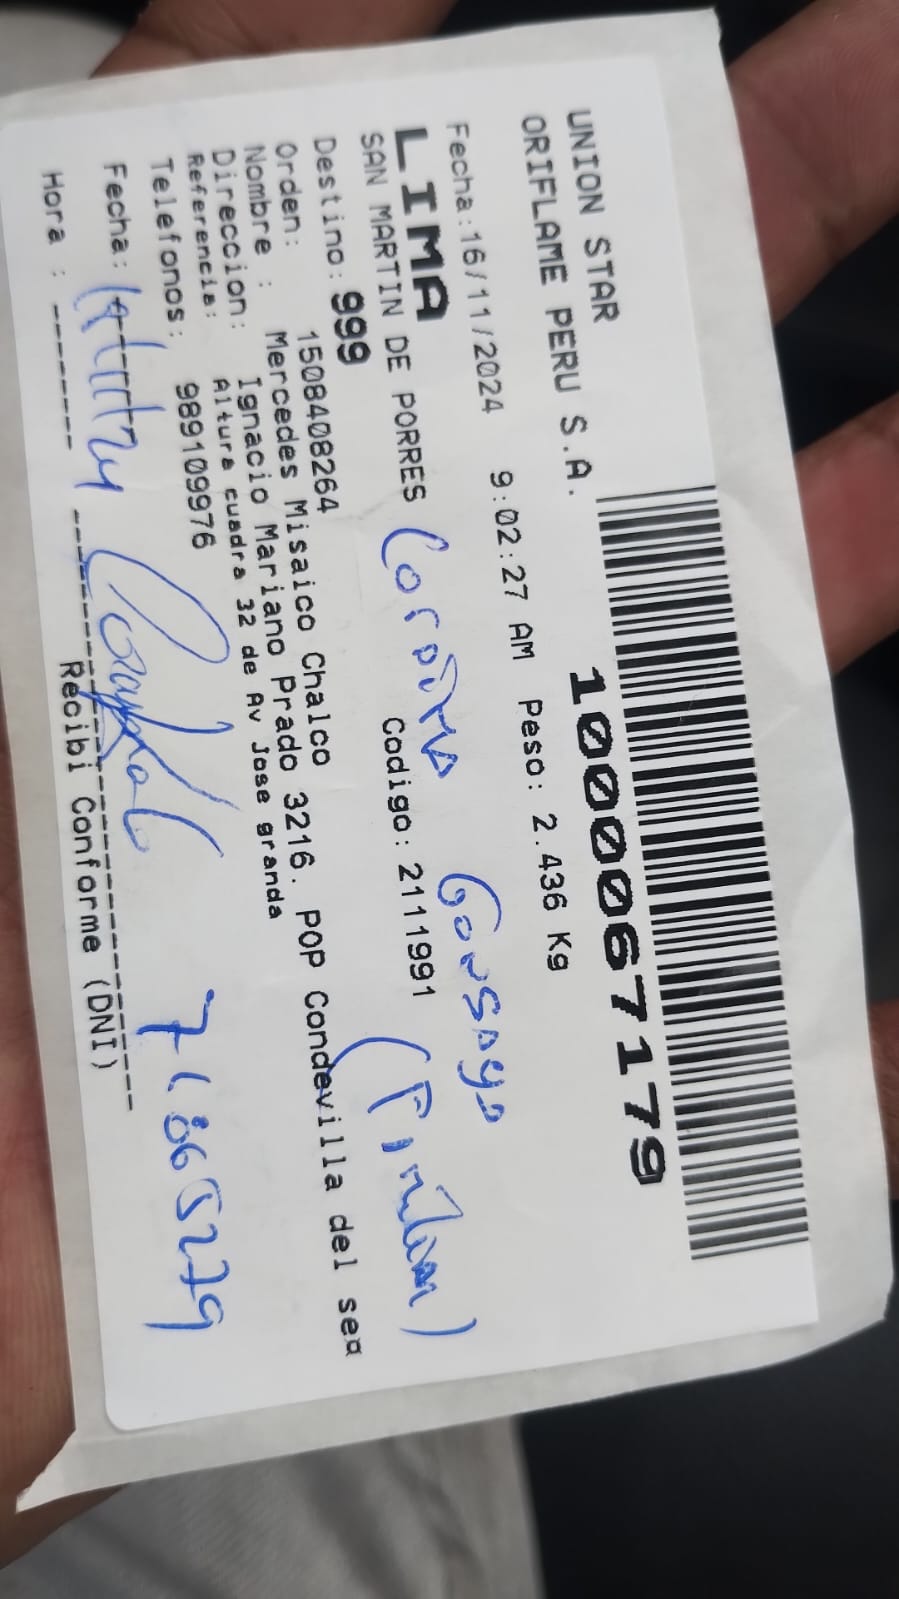 UNION STAR
ORIFLAME PERU S.A.
1000067179
Fecha:16/11/2024 9:02:27 AM Peso: 2.436 Kg
LIMA
SAN MARTIN DE PORRES Codigo: 2111991
Destino: 999
Orden: 1508408264
Nombre : Mercedes Misaico Chalco
Direccion: Ignacio Mariano Prado 3216. POP Condevilla del sea
Referencia: Altura cuadra 32 de Av Jose granda
Telefonos: 989109976
Fecha:
Hora : --------
Recibi Conforme (DNI)